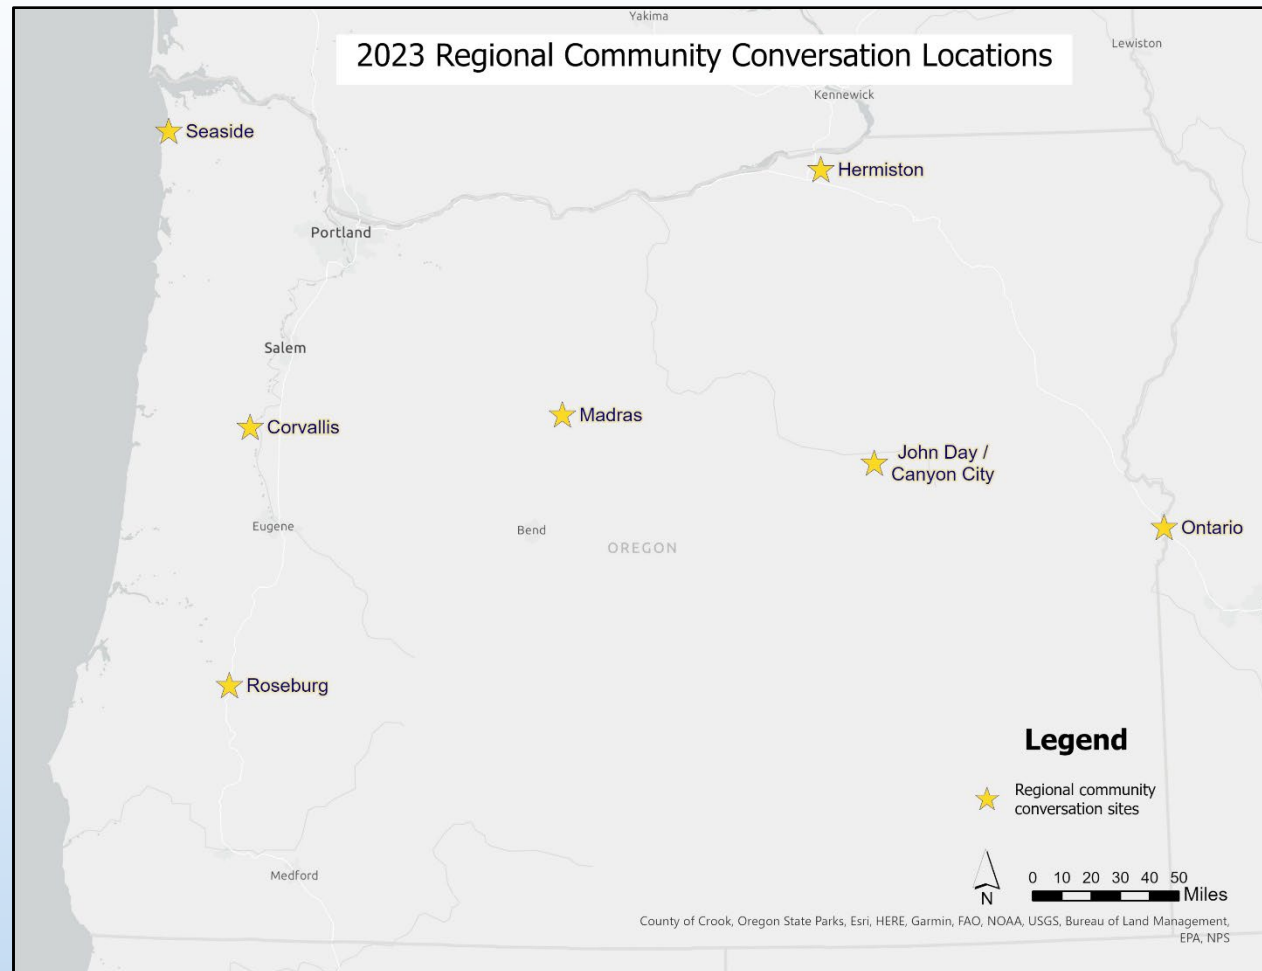 Yakima
2023 Regional Community Conversation Locations
Lewiston
Kennewick
Seaside
Hermiston
Portland
Salem
Madras
Corvallis
John Day /
Canyon City
Eugene
Bend
OREGON
Ontario
Roseburg
Legend
Regional community
conversation sites
Medford
N
0 10 20 30 40 50
Miles
County of Crook, Oregon State Parks, Esri, HERE, Garmin, FAO, NOAA, USGS, Bureau of Land Management,
EPA, NPS